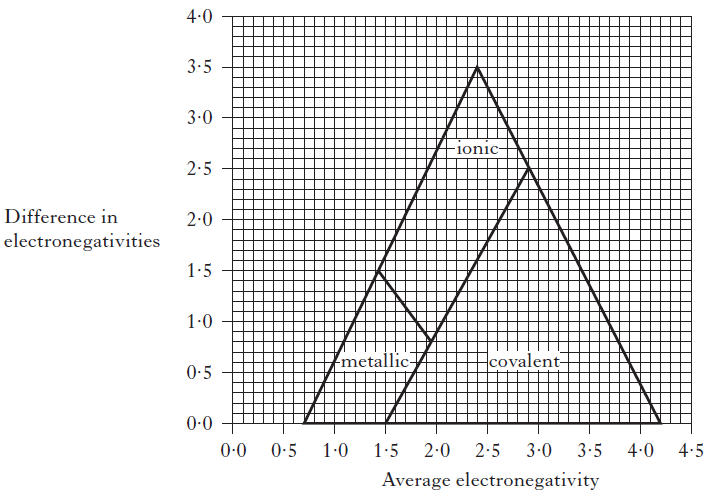 4·0
3·5
3·0
ionic
2·5
Difference in
electronegativities
2·0
1·5
1·0
metallic
covalent
0·5
0·0
0·0 0·5 1·0 1·5 2·0 2·5 3·0 3·5 4·0 4·5
Average electronegativity